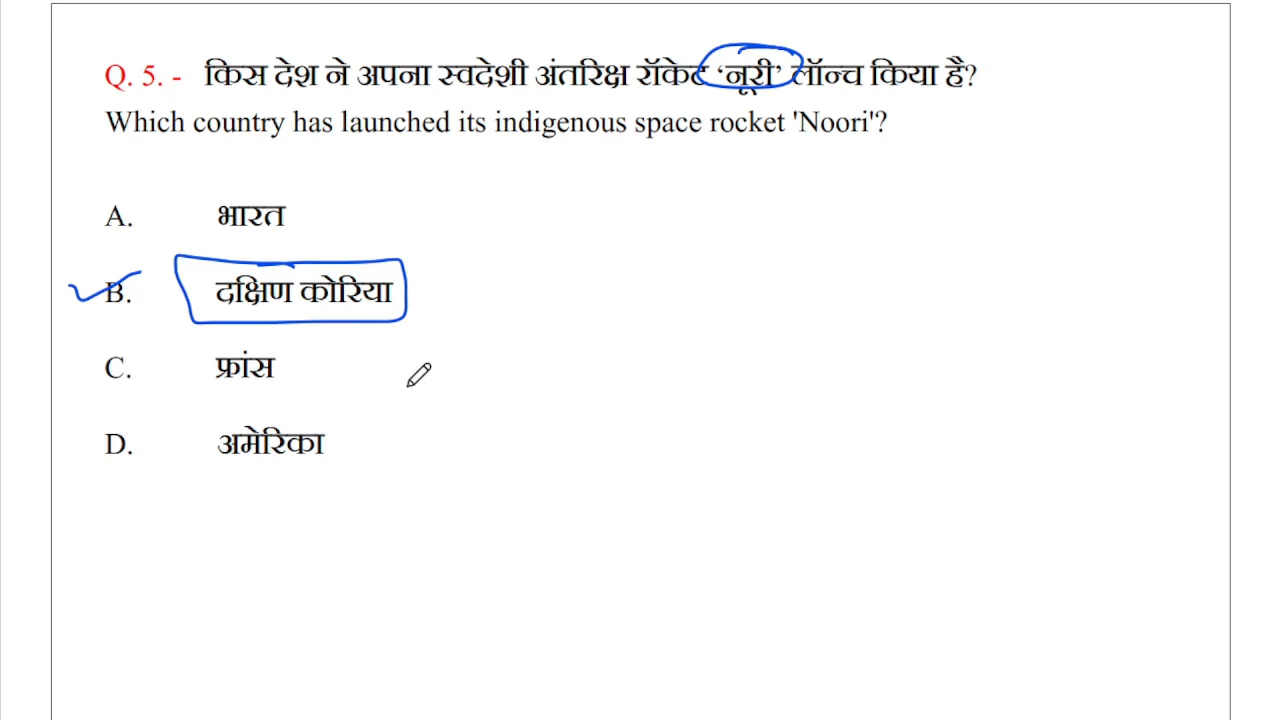 Q. 5. - किस देश ने अपना स्वदेशी अंतरिक्ष रॉकेट ‘नूरी’ लॉन्च किया है?
Which country has launched its indigenous space rocket 'Noori'?
A. भारत
B. दक्षिण कोरिया
C. फ्रांस
D. अमेरिका